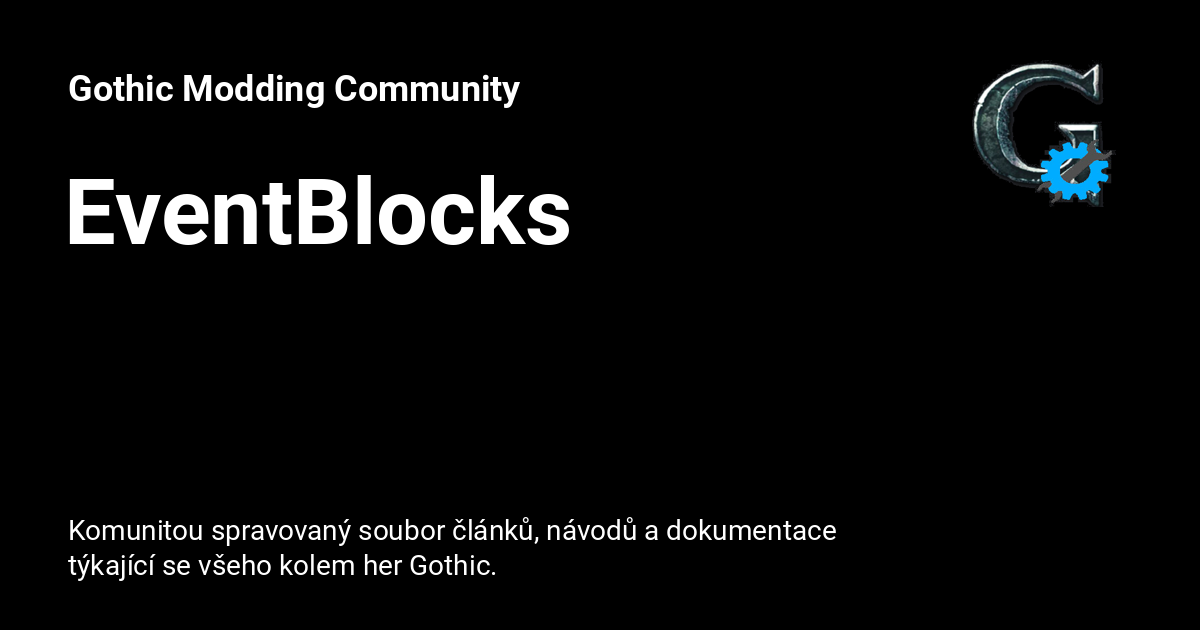 Gothic Modding Community
EventBlocks
Komunitou spravovaný soubor článků, návodů a dokumentace
týkající se všeho kolem her Gothic.